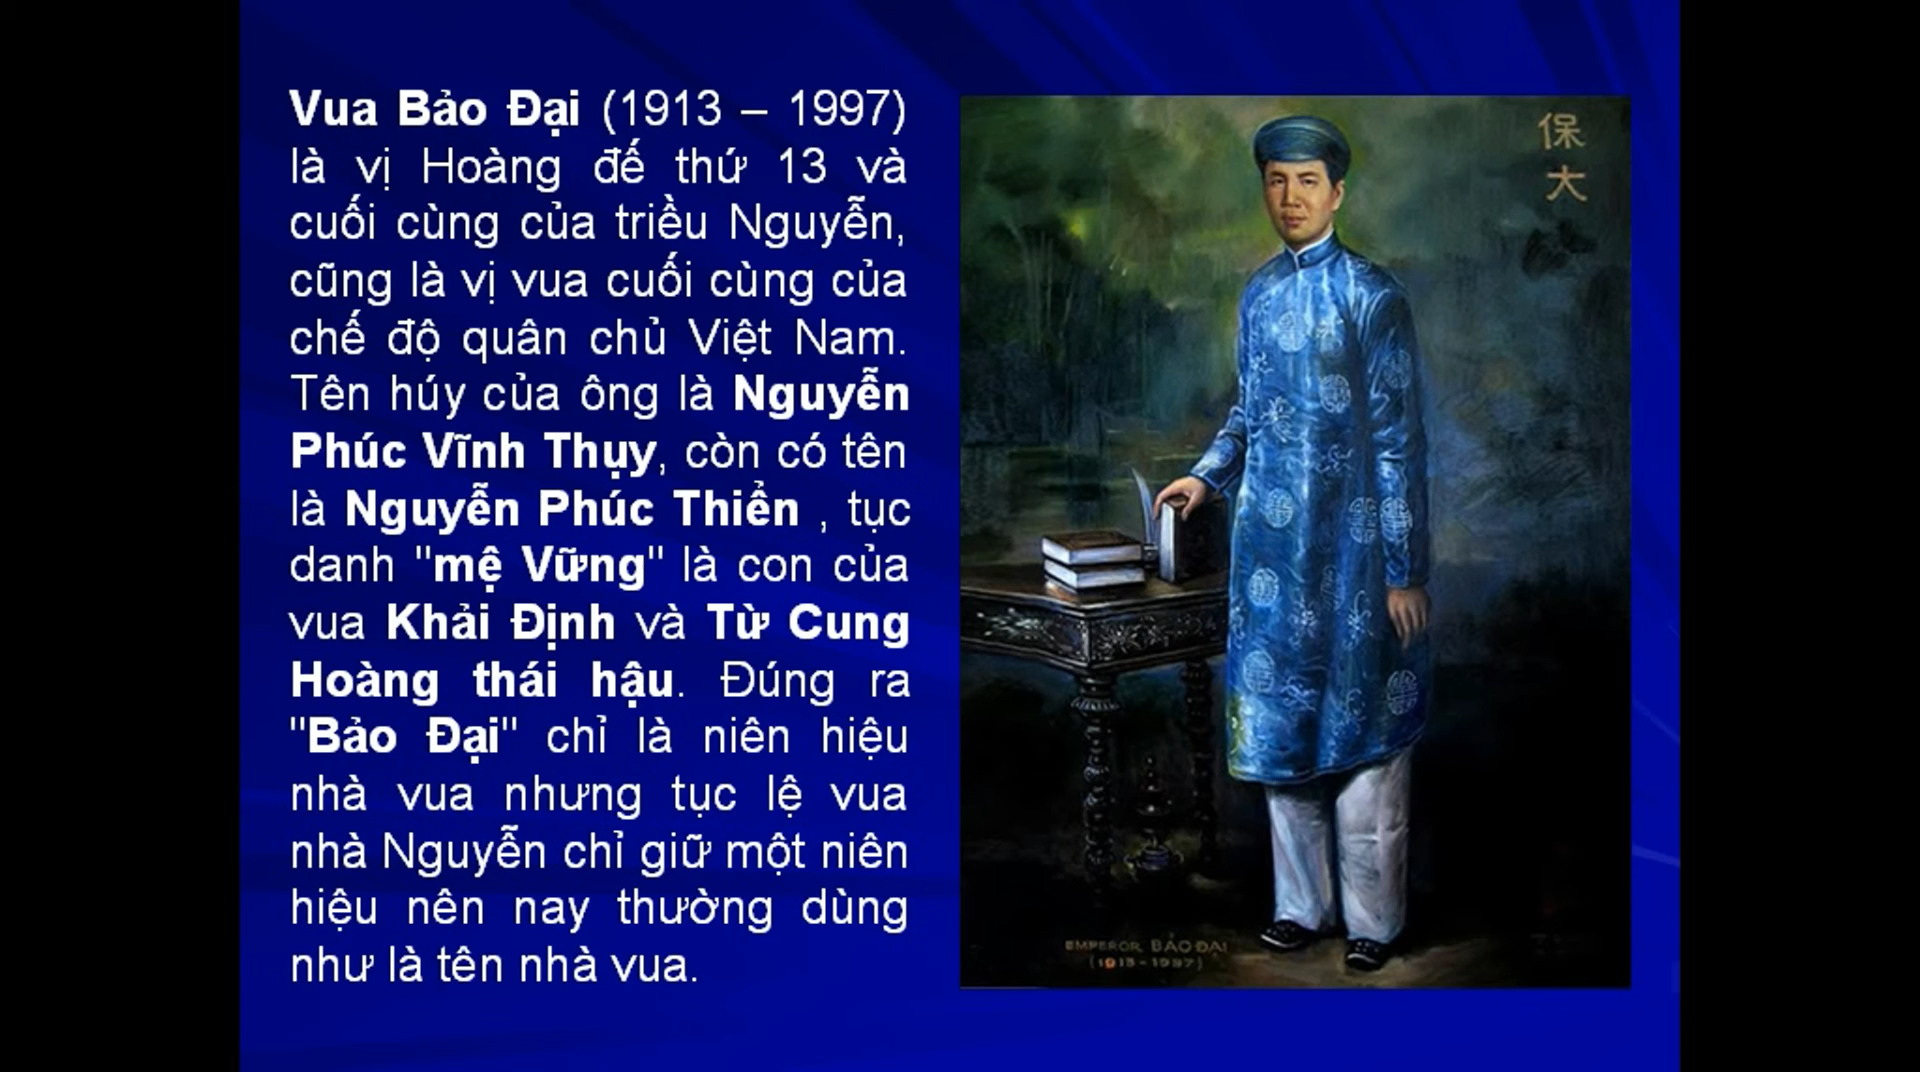 Vua Bảo Đại (1913 – 1997)
là vị Hoàng đế thứ 13 và
cuối cùng của triều Nguyễn,
cũng là vị vua cuối cùng của
chế độ quân chủ Việt Nam.
Tên húy của ông là Nguyễn
Phúc Vĩnh Thụy, còn có tên
là Nguyễn Phúc Thiển , tục
danh "mệ Vững" là con của
vua Khải Định và Từ Cung
Hoàng thái hậu. Đúng ra
"Bảo Đại" chỉ là niên hiệu
nhà vua nhưng tục lệ vua
nhà Nguyễn chỉ giữ một niên
hiệu nên nay thường dùng
như là tên nhà vua.
保
大
EMPEROR BẢO ĐẠI
(1913-1997)